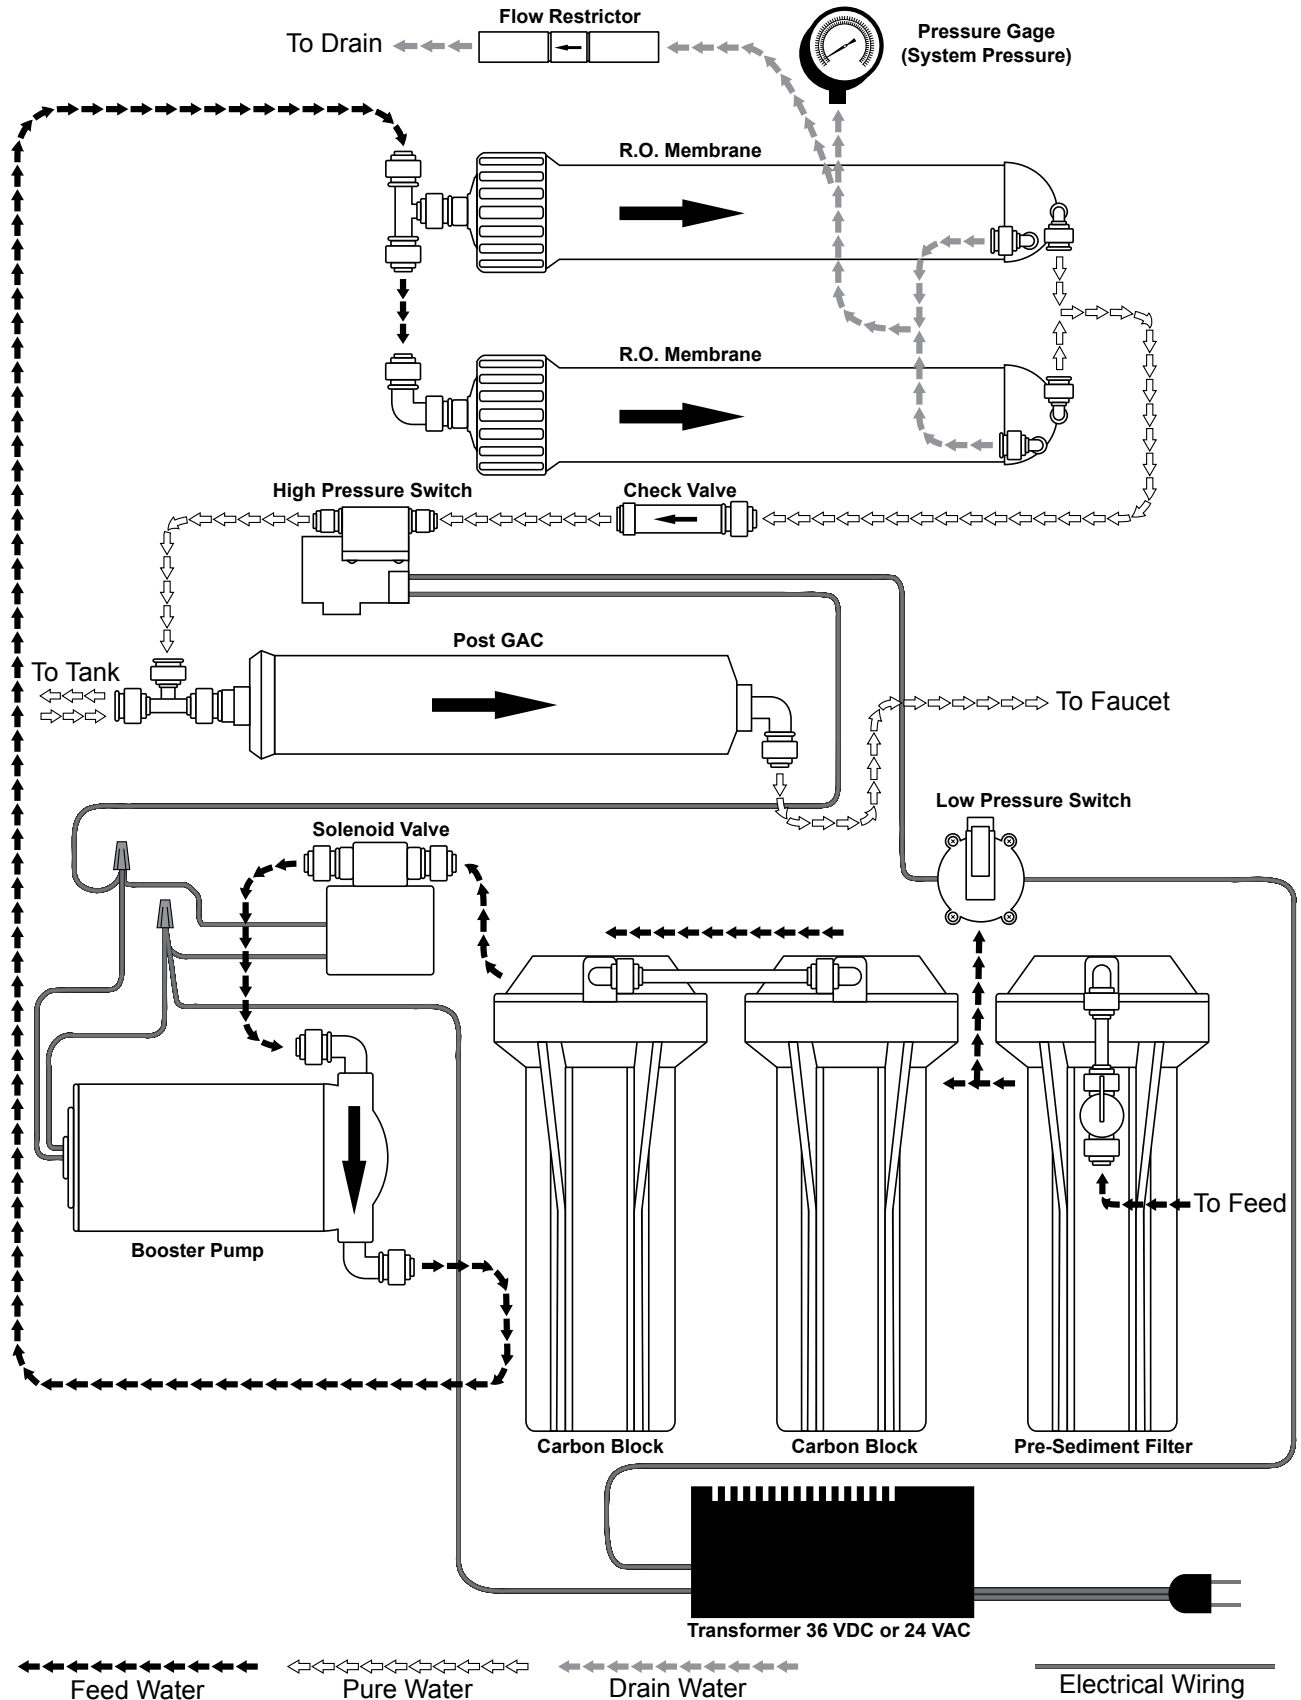 Flow Restrictor
To Drain
Pressure Gage
(System Pressure)
R.O. Membrane
R.O. Membrane
High Pressure Switch
Check Valve
Post GAC
To Tank
To Faucet
Low Pressure Switch
Solenoid Valve
To Feed
Booster Pump
Carbon Block
Carbon Block
Pre-Sediment Filter
Transformer 36 VDC or 24 VAC
Feed Water
Pure Water
Drain Water
Electrical Wiring